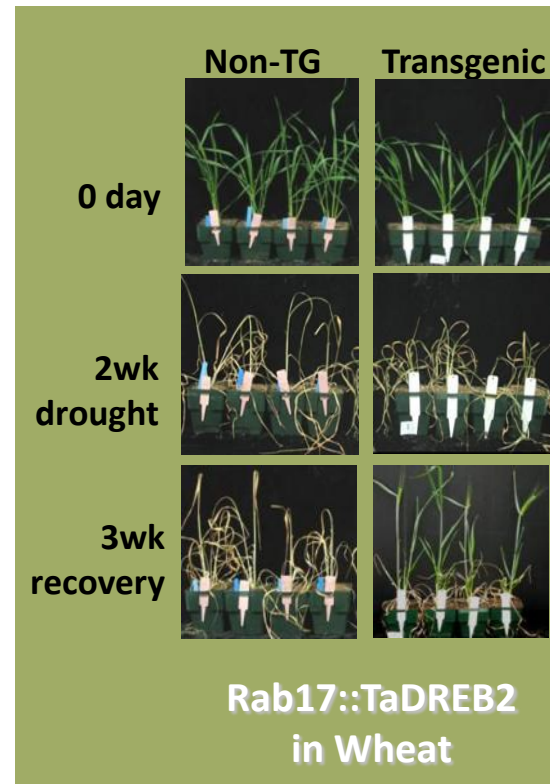 Non-TG Transgenic
0 day
2wk
drought
3wk
recovery
Rab17::TaDREB2
in Wheat